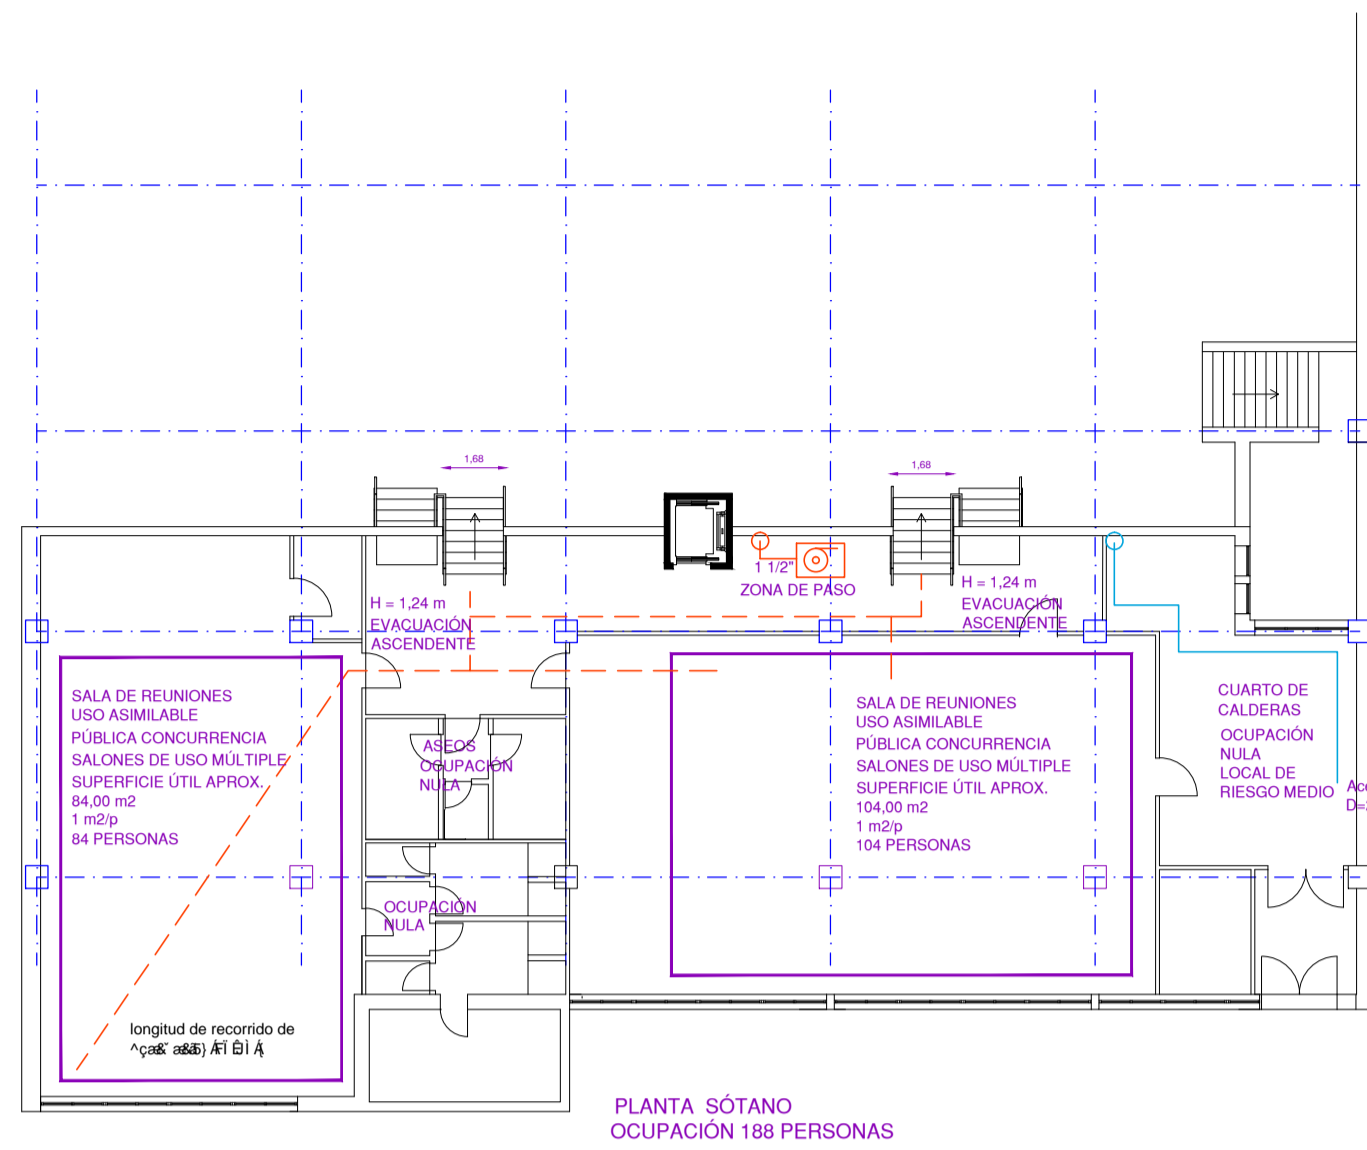 1,68
1,68
1 1/2"
ZONA DE PASO
H = 1,24 m
EVACUACIÓN
ASCENDENTE
H = 1,24 m
EVACUACIÓN
ASCENDENTE
SALA DE REUNIONES
USO ASIMILABLE
PÚBLICA CONCURRENCIA
SALONES DE USO MÚLTIPLE
SUPERFICIE ÚTIL APROX.
84,00 m2
1 m2/p
84 PERSONAS
ASEOS
OCUPACIÓN
NULA
SALA DE REUNIONES
USO ASIMILABLE
PÚBLICA CONCURRENCIA
SALONES DE USO MÚLTIPLE
SUPERFICIE ÚTIL APROX.
104,00 m2
1 m2/p
104 PERSONAS
CUARTO DE
CALDERAS
OCUPACIÓN
NULA
LOCAL DE
RIESGO MEDIO
OCUPACIÓN
NULA
longitud de recorrido de
PLANTA SÓTANO
OCUPACIÓN 188 PERSONAS